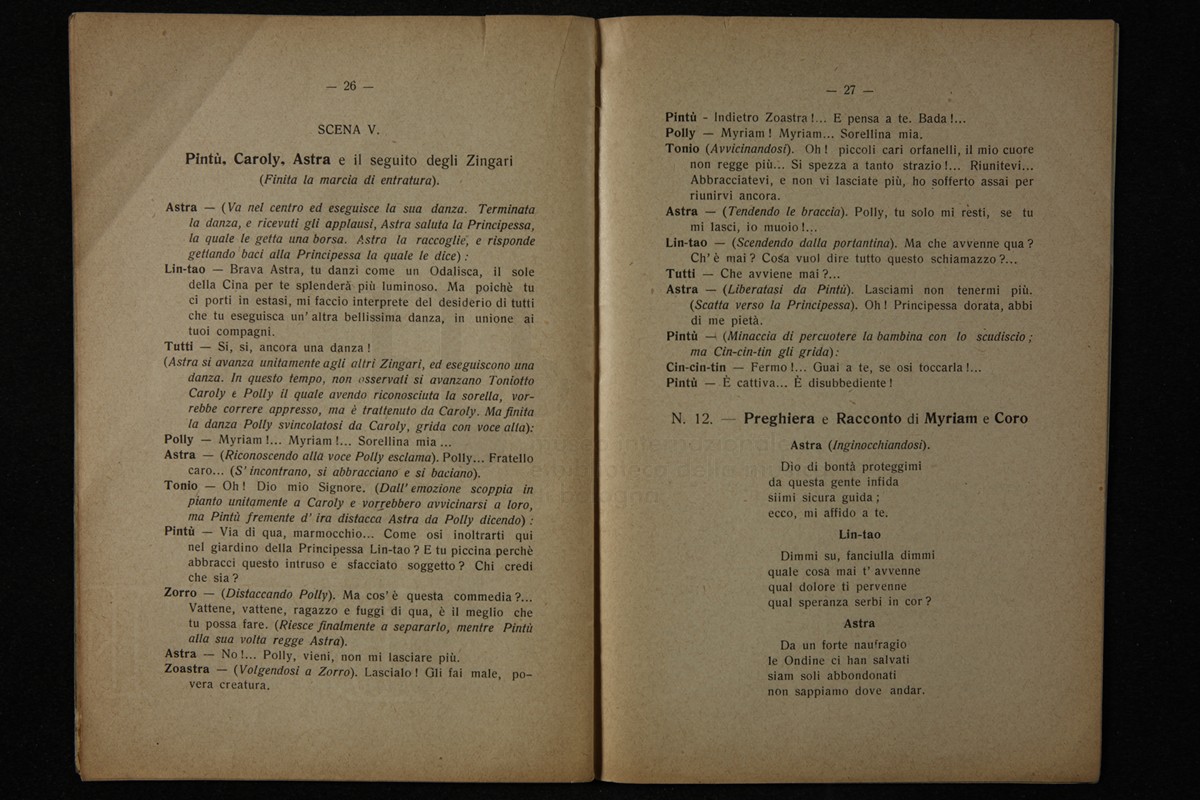 — 26 —
SCENA V.
Pintù, Caroly, Astra e il seguito degli Zingari
(Finita la marcia di entratura).
Astra — (Va nel centro ed eseguisce la sua danza. Terminata
la danza, e ricevati gli applausi, Astra saluta la Principessa,
la quale le getta una borsa. Astra la raccoglie, e risponde
gettando baci alla Principessa la quale le dice) :
Lin-tao — Brava Astra, tu danzi come un Odalisca, il sole
della Cina per te splenderà più luminoso. Ma poichè tu
ci porti in estasi, mi faccio interprete del desiderio di tutti
che tu eseguisca un' altra bellissima danza, in unione ai
tuoi compagni.
Tutti — Si, si, ancora una danza !
(Astra si avanza unitamente agli altri Zingari, ed eseguiscono una
danza. In questo tempo, non osservati si avanzano Toniotto
Caroly e Polly il quale avendo riconosciuta la sorella, vor-
rebbe correre appresso, ma è trattenuto da Caroly. Ma finita
la danza Polly svincolatosi da Caroly, grida con voce alta):
Polly — Myriam !... Myriam !... Sorellina mia ...
Astra — (Riconoscendo alla voce Polly esclama). Polly... Fratello
caro... (S' incontrano, si abbracciano e si baciano).
Tonio — Oh ! Dio mio Signore. (Dall' emozione scoppia in
pianto unitamente a Caroly e vorrebbero avvicinarsi a loro,
ma Pintù fremente d' ira distacca Astra da Polly dicendo) :
Pintù — Via di qua, marmocchio... Come osi inoltrarti qui
nel giardino della Principessa Lin-tao ? E tu piccina perchè
abbracci questo intruso e sfacciato soggetto ? Chi credi
che sia ?
Zorro — (Distaccando Polly). Ma cos' è questa commedia ?...
Vattene, vattene, ragazzo e fuggi di qua, è il meglio che
tu possa fare. (Riesce finalmente a separarlo, mentre Pintù
alla sua volta regge Astra).
Astra — No !... Polly, vieni, non mi lasciare più.
Zoastra — (Volgendosi a Zorro). Lascialo ! Gli fai male, po-
vera creatura.
— 27 —
Pintù - Indietro Zoastra !... E pensa a te. Bada !...
Polly — Myriam ! Myriam... Sorellina mia.
Tonio (Avvicinandosi). Oh ! piccoli cari orfanelli, il mio cuore
non regge più... Si spezza a tanto strazio !... Riunitevi...
Abbracciatevi, e non vi lasciate più, ho sofferto assai per
riunirvi ancora.
Astra — (Tendendo le braccia). Polly, tu solo mi resti, se tu
mi lasci, io muoio !...
Lin-tao — (Scendendo dalla portantina). Ma che avvenne qua ?
Ch' è mai ? Cosa vuol dire tutto questo schiamazzo ?...
Tutti — Che avviene mai ?...
Astra — (Liberatasi da Pintù). Lasciami non tenermi più.
(Scatta verso la Principessa). Oh ! Principessa dorata, abbi
di me pietà.
Pintù — (Minaccia di percuotere la bambina con lo scudiscio ;
ma Cin-cin-tin gli grida):
Cin-cin-tin — Fermo !... Guai a te, se osi toccarla !...
Pintù — È cattiva... È disubbediente !
N. 12. — Preghiera e Racconto di Myriam e Coro
Astra (Inginocchiandosi).
Dio di bontà proteggimi
da questa gente infida
siimi sicura guida ;
ecco, mi affido a te.
Lin-tao
Dimmi su, fanciulla dimmi
quale cosa mai t' avvenne
qual dolore ti pervenne
qual speranza serbi in cor ?
Astra
Da un forte naufragio
le Ondine ci han salvati
siam soli abbondonati
non sappiamo dove andar.